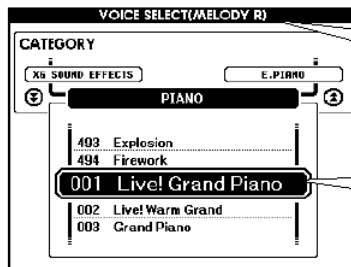 VOICE SELECT(MELODY R)
CATEGORY
XG SOUND EFFECTS
E.PIANO
PIANO
493 Explosion
494 Firework
001 Live! Grand Piano
002 Live! Warm Grand
003 Grand Piano